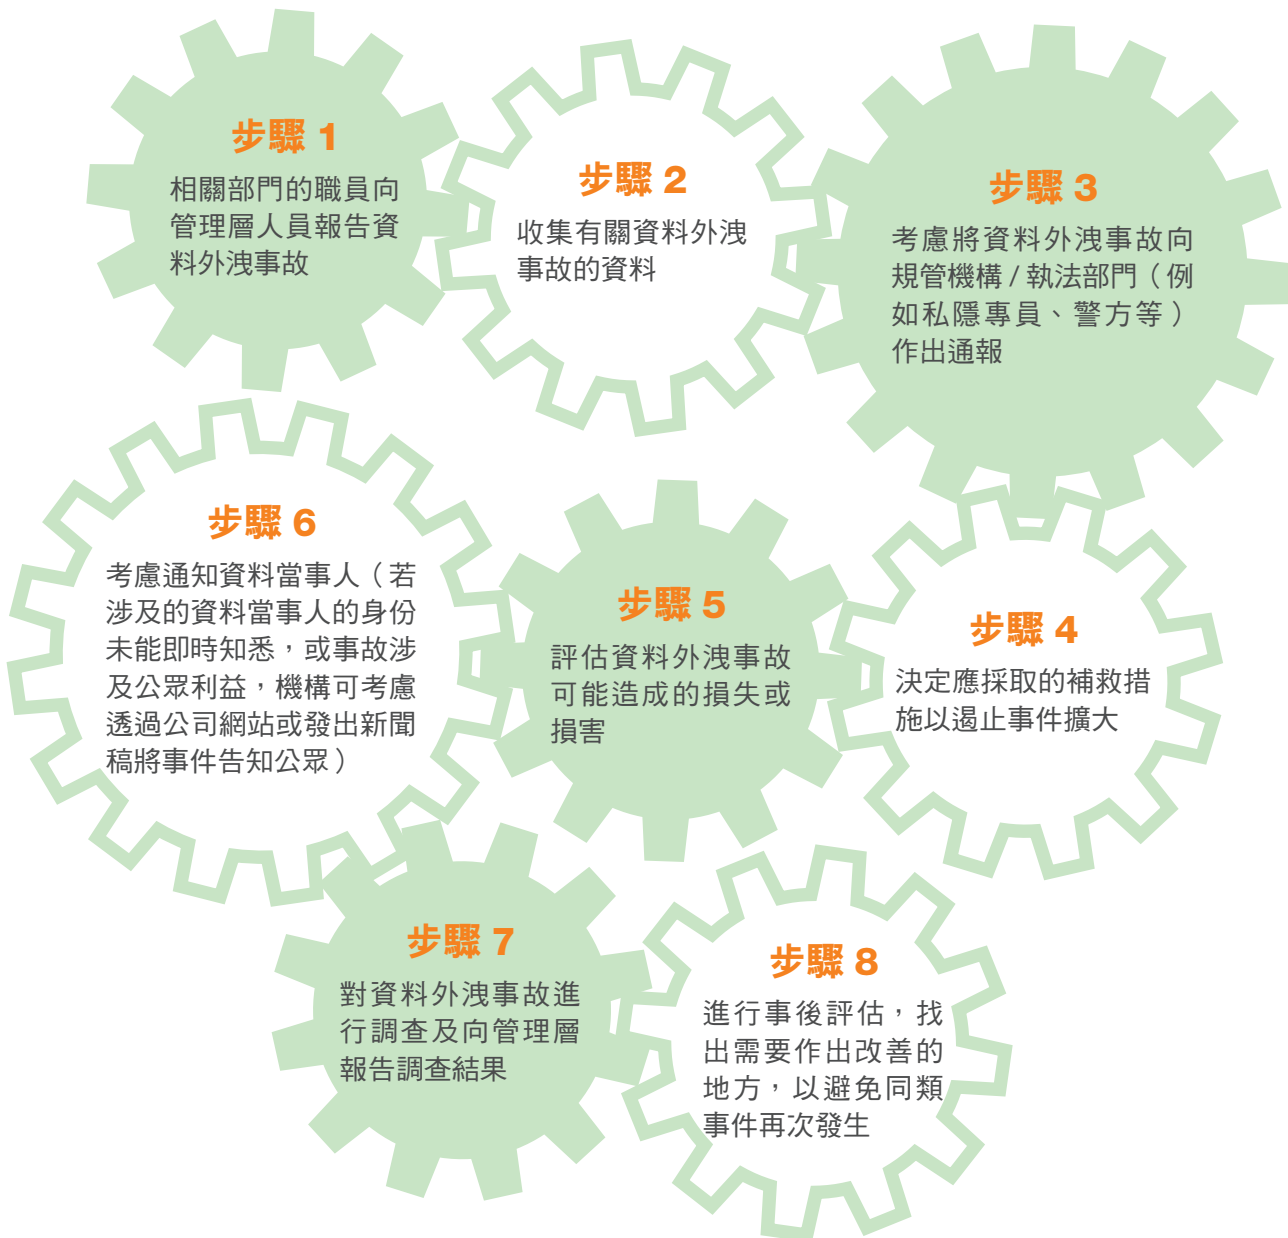 步驟 1
相關部門的職員向
管理層人員報告資
料外洩事故
步驟 2
收集有關資料外洩
事故的資料
步驟 3
考慮將資料外洩事故向
規管機構 / 執法部門（例
如私隱專員、警方等）
作出通報
步驟 4
決定應採取的補救措
施以遏止事件擴大
步驟 5
評估資料外洩事故
可能造成的損失或
損害
步驟 6
考慮通知資料當事人（若
涉及的資料當事人的身份
未能即時知悉，或事故涉
及公眾利益，機構可考慮
透過公司網站或發出新聞
稿將事件告知公眾）
步驟 7
對資料外洩事故進
行調查及向管理層
報告調查結果
步驟 8
進行事後評估，找
出需要作出改善的
地方，以避免同類
事件再次發生